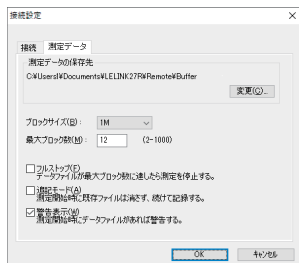 接続設定
接続 測定データ
測定データの保存先
C:¥Users¥Documents¥LELINK27R¥Remote¥Buffer
変更(C)...
ブロックサイズ(B): 1M
最大ブロック数(M): 12 (2-1000)
フルストップ(F)
データファイルが最大ブロック数に達したら測定を停止する。
追記モード(A)
測定開始時に既存ファイルは消さず、続けて記録する。
警告表示(W)
測定開始時にデータファイルがあれば警告する。
OK キャンセル